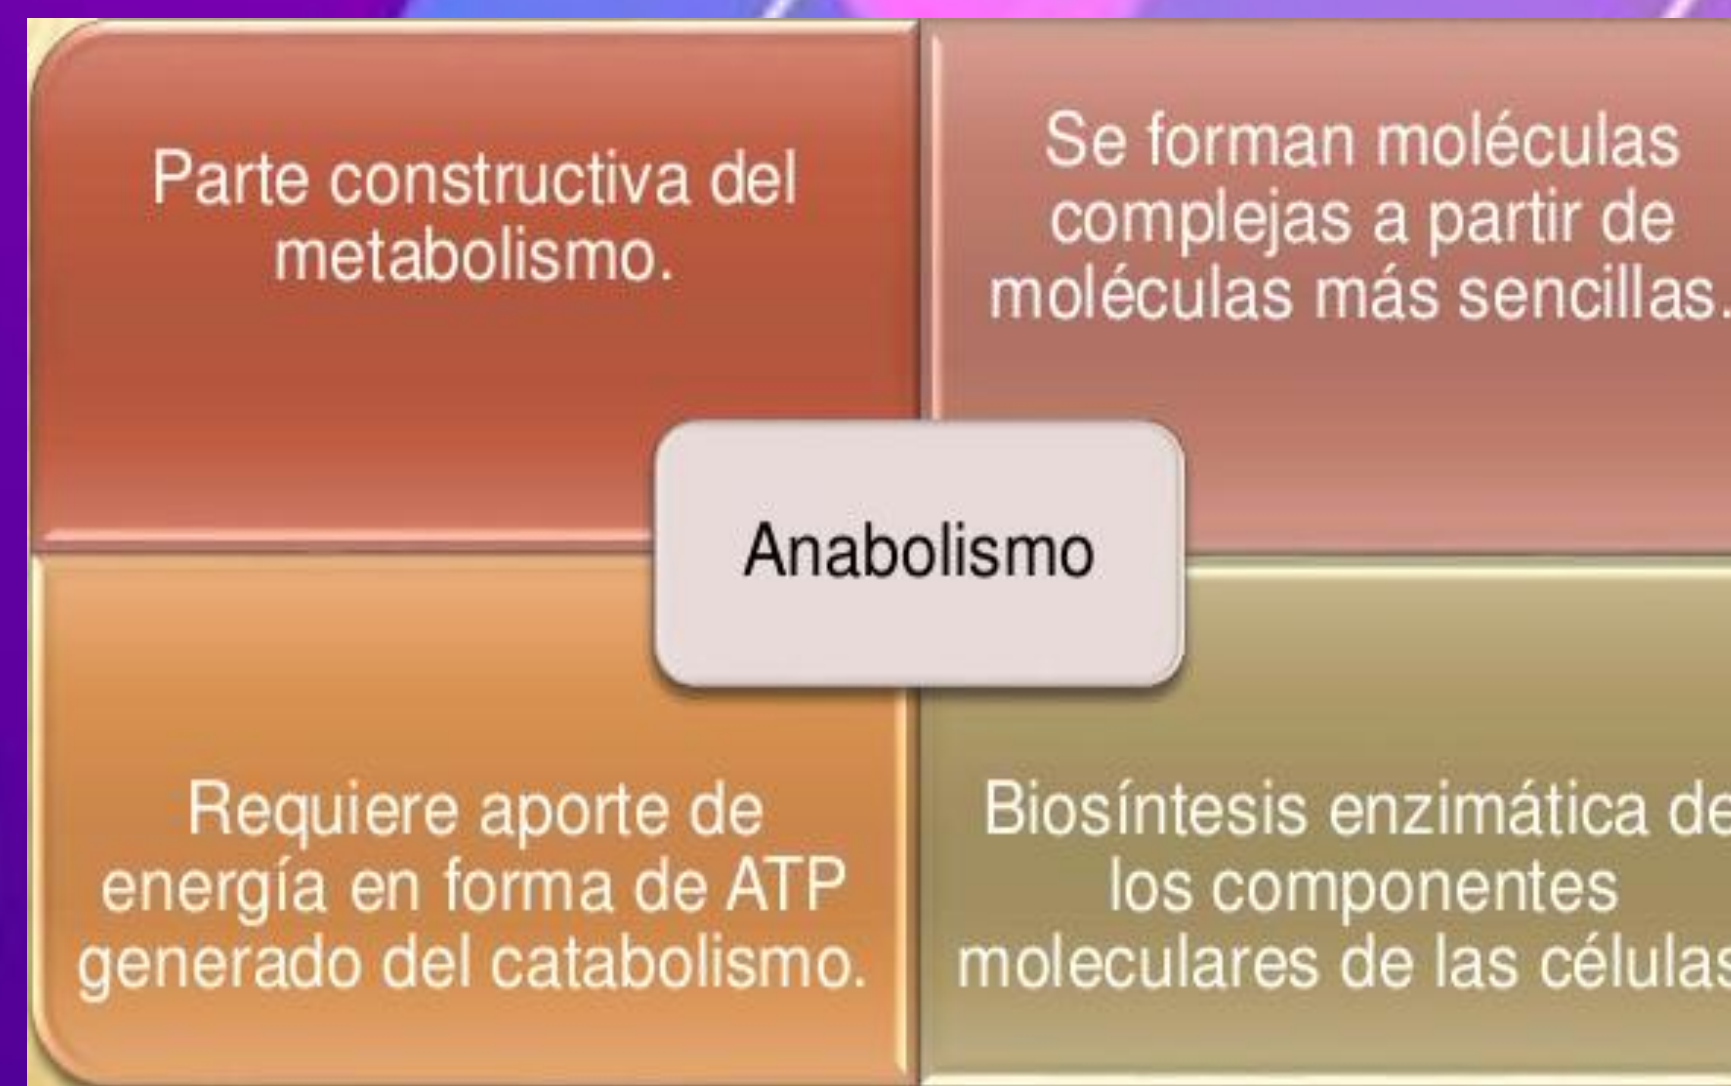 Parte constructiva del
metabolismo.
Se forman moléculas
complejas a partir de
moléculas más sencillas.
Anabolismo
Requiere aporte de
energía en forma de ATP
generado del catabolismo.
Biosíntesis enzimática de
los componentes
moleculares de las células